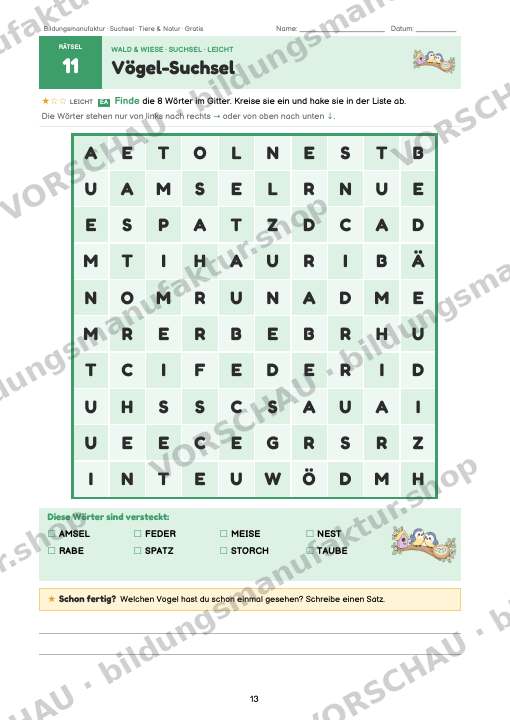 Bildungsmanufaktur · Suchsel · Tiere & Natur · Gratis Name: Datum:
RÄTSEL
11
WALD & WIESE · SUCHSEL · LEICHT
Vögel-Suchsel
★☆☆ LEICHT EA Finde die 8 Wörter im Gitter. Kreise sie ein und hake sie in der Liste ab.
Die Wörter stehen nur von links nach rechts → oder von oben nach unten ↓.
A E T O L N E S T B
U A M S E L R N U E
E S P A T Z D C A D
M T I H A U R I B Ä
N O M R U N A D M E
M R E R B E B R H U
T C I F E D E R I D
U H S S C S A U A I
U E E C E G R S R Z
I N T E U W Ö D M H
Diese Wörter sind versteckt:
☐ AMSEL ☐ FEDER ☐ MEISE ☐ NEST
☐ RABE ☐ SPATZ ☐ STORCH ☐ TAUBE
★ Schon fertig? Welchen Vogel hast du schon einmal gesehen? Schreibe einen Satz.
13
VORSCHAU · bildungsmanufaktur.shop